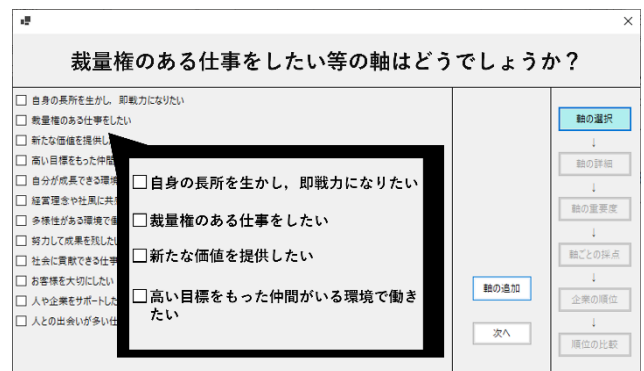 裁量権のある仕事をしたい等の軸はどうでしょうか？
自身の長所を生かし，即戦力になりたい
裁量権のある仕事をしたい
新たな価値を提供し
高い目標をもった仲間
自分が成長できる環境
経営理念や社風に共
多様性がある環境で働
努力して成果を残した
社会に貢献できる仕事
お客様を大切にしたい
人や企業をサポートした
人との出会いが多い仕
自身の長所を生かし，即戦力になりたい
裁量権のある仕事をしたい
新たな価値を提供したい
高い目標をもった仲間がいる環境で働き
たい
軸の追加
次へ
軸の選択
↓
軸の詳細
↓
軸の重要度
↓
軸ごとの採点
↓
企業の順位
↓
順位の比較